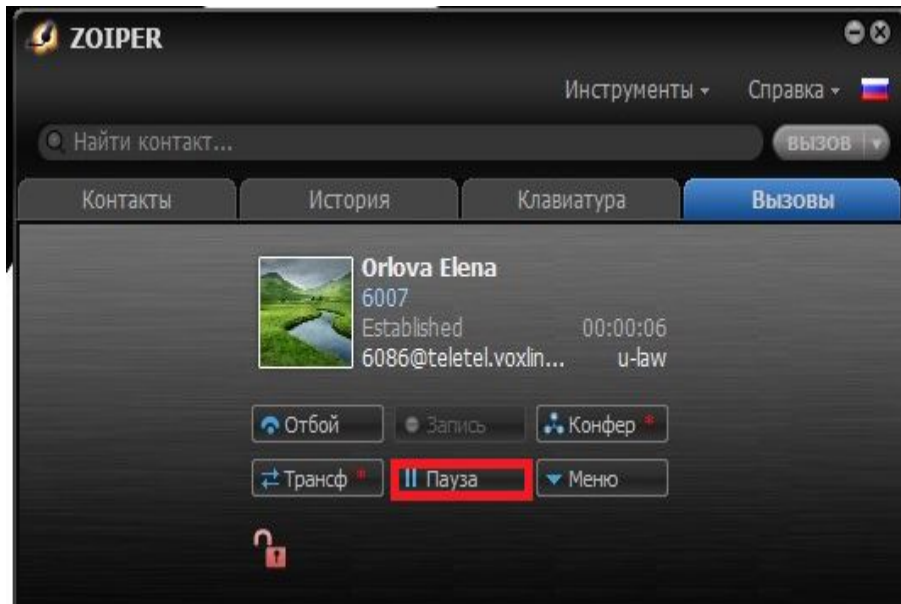 ZOIPER
Инструменты Справка
Найти контакт...
вызов
Контакты История Клавиатура Вызовы
Orlova Elena
6007
Established 00:00:06
6086@teletel.voxlin... u-law
Отбой Запись Конфер *
Трансф * Пауза Меню